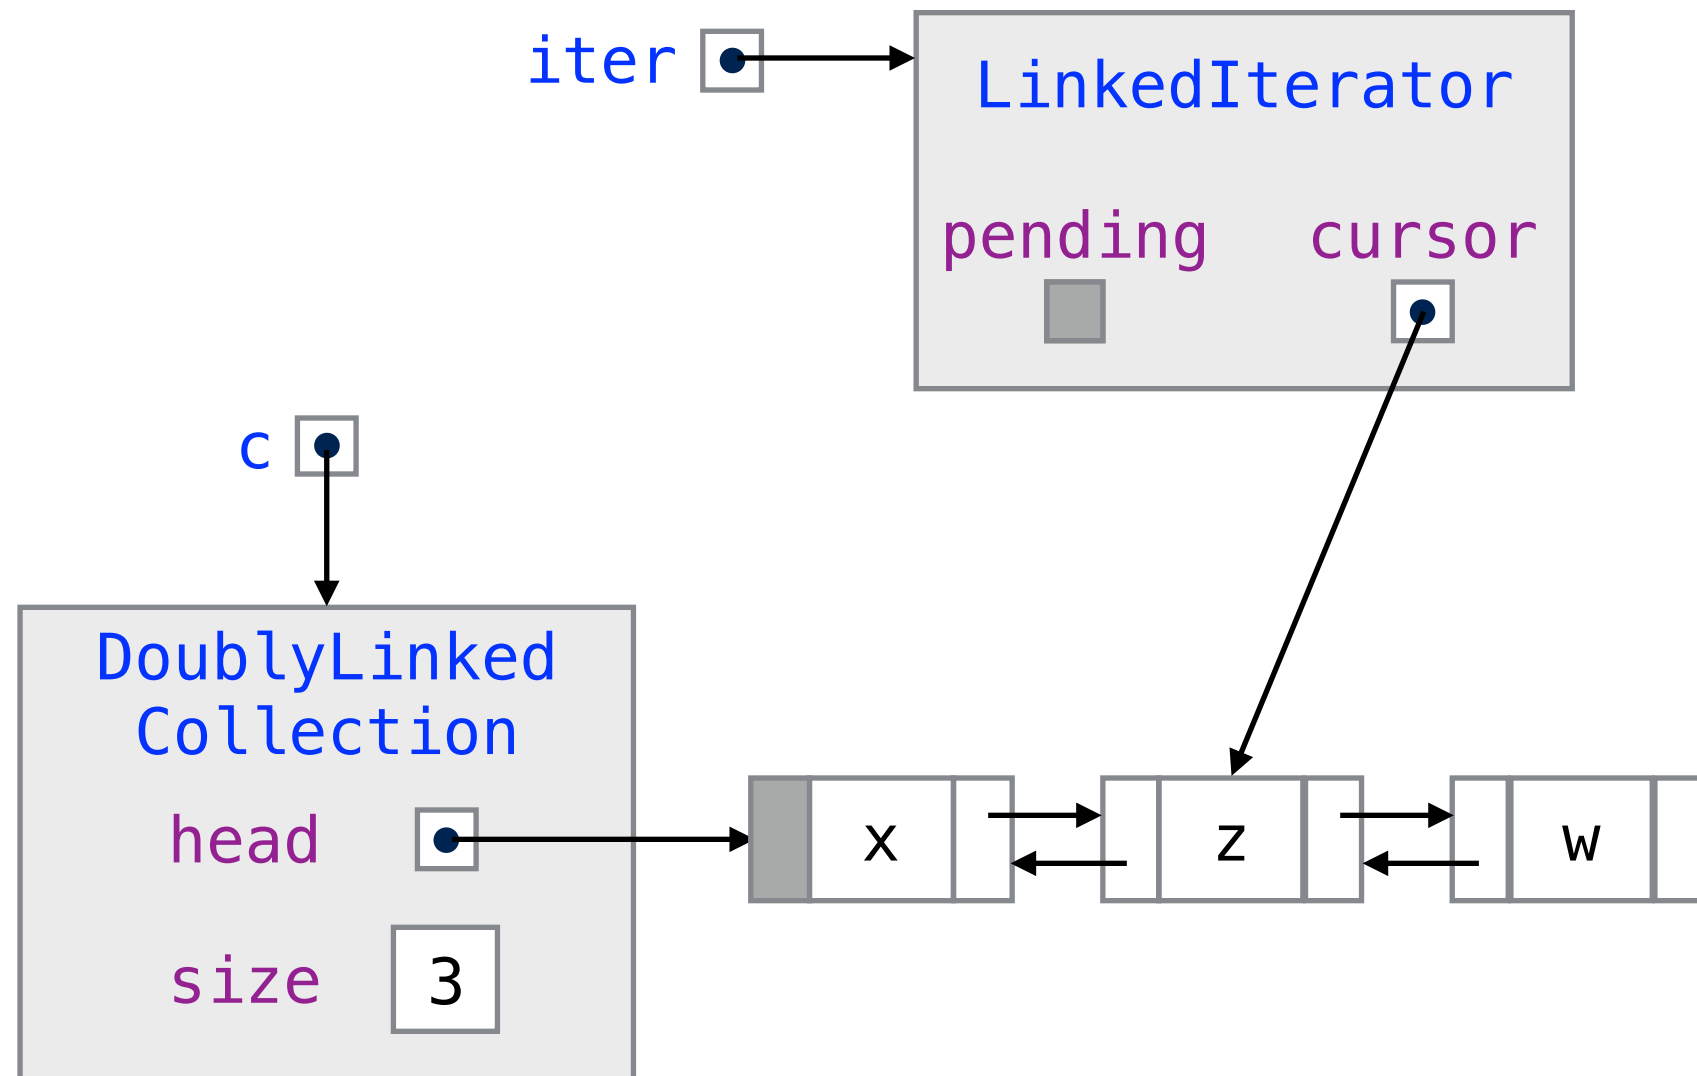 iter
LinkedIterator
pending cursor
c
DoublyLinked
Collection
head
x z w
size 3